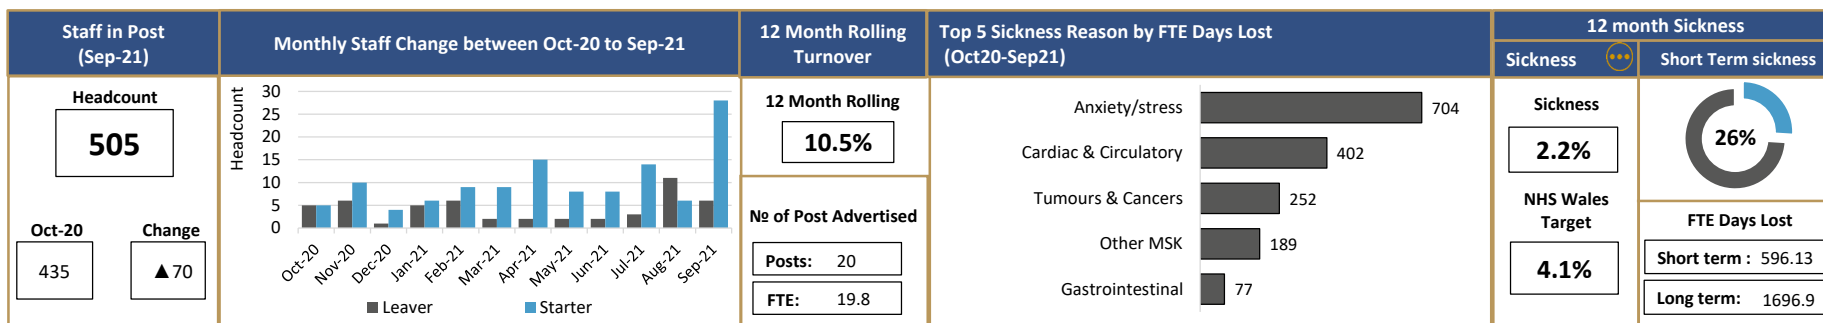 Staff in Post
(Sep-21)
Headcount
505
Oct-20
Change
435
▲70
Monthly Staff Change between Oct-20 to Sep-21
Headcount
30
25
20
15
10
5
0
Oct-20
Nov-20
Dec-20
Jan-21
Feb-21
Mar-21
Apr-21
May-21
Jun-21
Jul-21
Aug-21
Sep-21
Leaver
Starter
12 Month Rolling
Turnover
12 Month Rolling
10.5%
№ of Post Advertised
Posts: 20
FTE: 19.8
Top 5 Sickness Reason by FTE Days Lost
(Oct20-Sep21)
Anxiety/stress 704
Cardiac & Circulatory 402
Tumours & Cancers 252
Other MSK 189
Gastrointestinal 77
12 month Sickness
Sickness
Short Term sickness
Sickness
2.2%
NHS Wales
Target
4.1%
26%
FTE Days Lost
Short term : 596.13
Long term: 1696.9